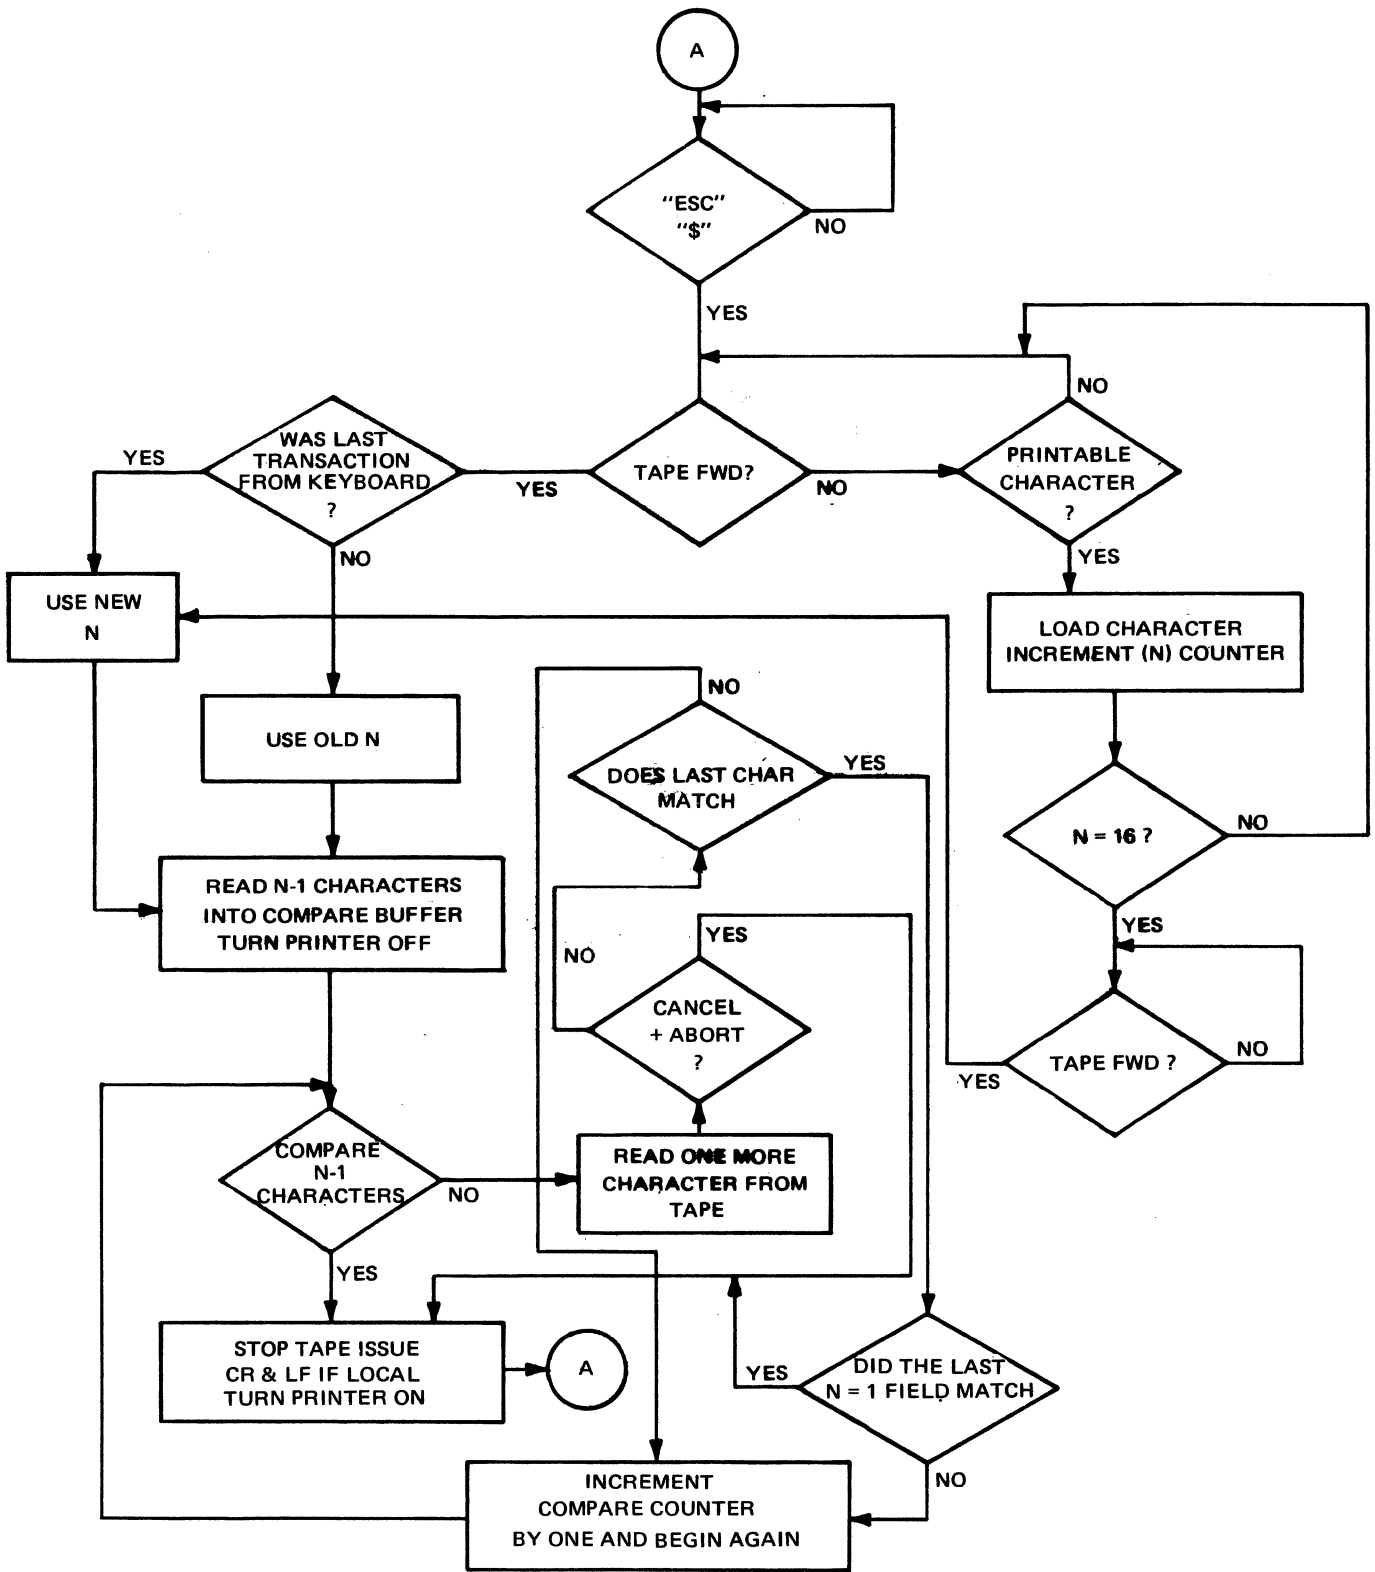 A
"ESC"
"$"
NO
YES
NO
WAS LAST
TRANSACTION
FROM KEYBOARD
?
YES
YES
TAPE FWD?
NO
PRINTABLE
CHARACTER
?
NO
YES
USE NEW
N
LOAD CHARACTER
INCREMENT (N) COUNTER
NO
USE OLD N
DOES LAST CHAR
MATCH
YES
N = 16 ?
NO
READ N-1 CHARACTERS
INTO COMPARE BUFFER
TURN PRINTER OFF
YES
YES
NO
CANCEL
+ ABORT
?
TAPE FWD ?
NO
YES
COMPARE
N-1
CHARACTERS
NO
READ ONE MORE
CHARACTER FROM
TAPE
YES
STOP TAPE ISSUE
CR & LF IF LOCAL
TURN PRINTER ON
A
YES
DID THE LAST
N = 1 FIELD MATCH
NO
INCREMENT
COMPARE COUNTER
BY ONE AND BEGIN AGAIN